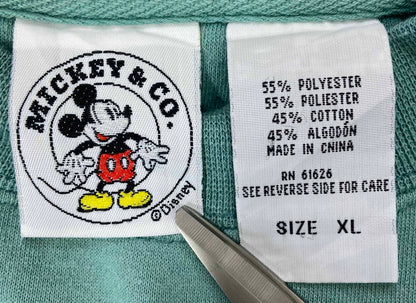 MICKEY & CO.
©Disney
55% POLYESTER
55% POLIESTER
45% COTTON
45% ALGODÓN
MADE IN CHINA
RN 61626
SEE REVERSE SIDE FOR CARE
SIZE XL